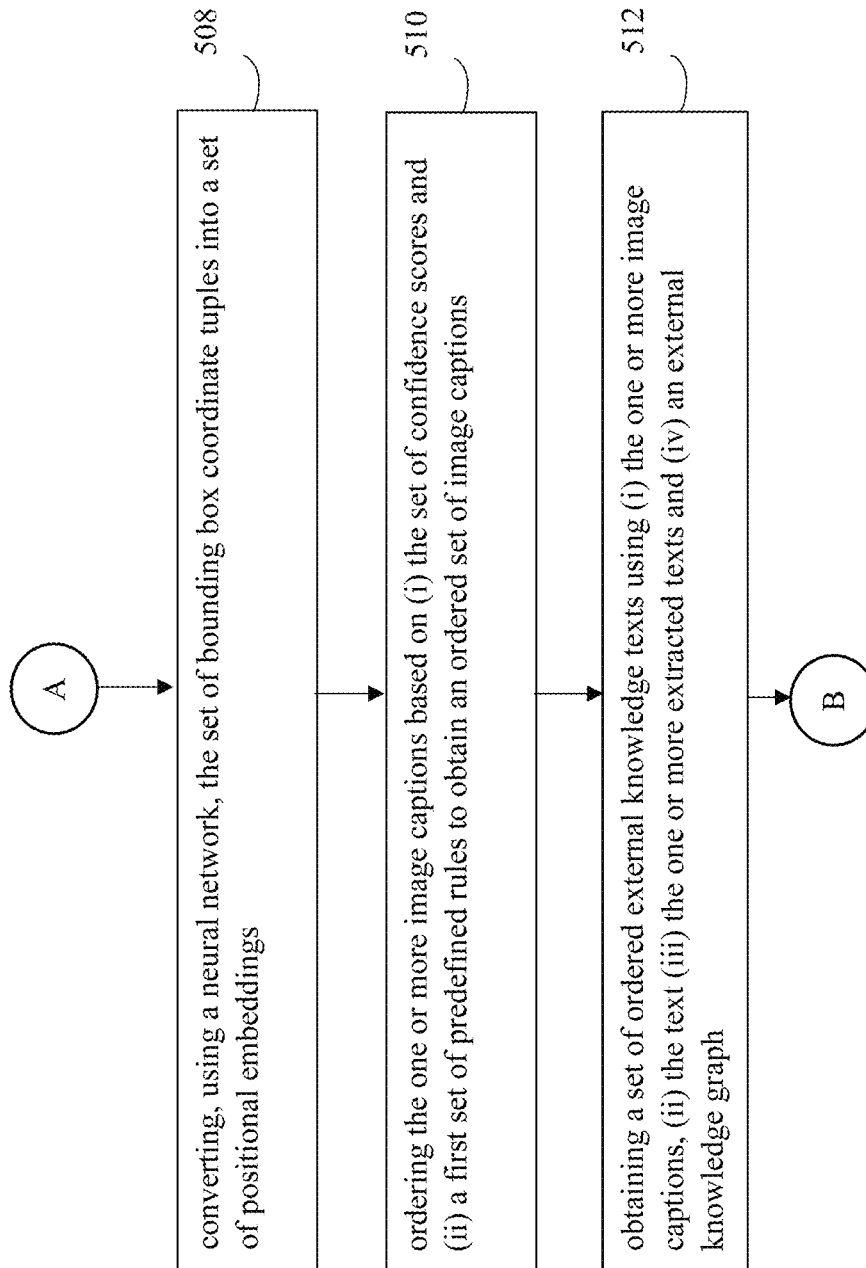 A
508
converting, using a neural network, the set of bounding box coordinate tuples into a set
of positional embeddings
510
ordering the one or more image captions based on (i) the set of confidence scores and
(ii) a first set of predefined rules to obtain an ordered set of image captions
512
obtaining a set of ordered external knowledge texts using (i) the one or more image
captions, (ii) the text (iii) the one or more extracted texts and (iv) an external
knowledge graph
B